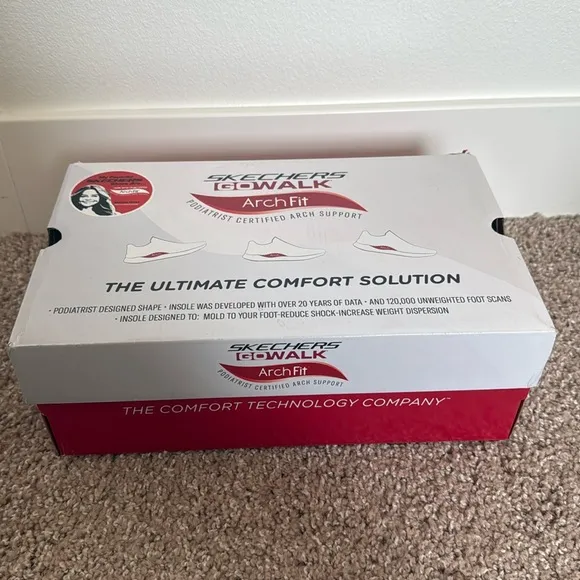 SKECHERS
GOWALK
Arch Fit
PODIATRIST CERTIFIED ARCH SUPPORT
THE ULTIMATE COMFORT SOLUTION
• PODIATRIST DESIGNED SHAPE • INSOLE WAS DEVELOPED WITH OVER 20 YEARS OF DATA • AND 120,000 UNWEIGHTED FOOT SCANS
• INSOLE DESIGNED TO: MOLD TO YOUR FOOT-REDUCE SHOCK-INCREASE WEIGHT DISPERSION
SKECHERS
GOWALK
Arch Fit
PODIATRIST CERTIFIED ARCH SUPPORT
THE COMFORT TECHNOLOGY COMPANY™